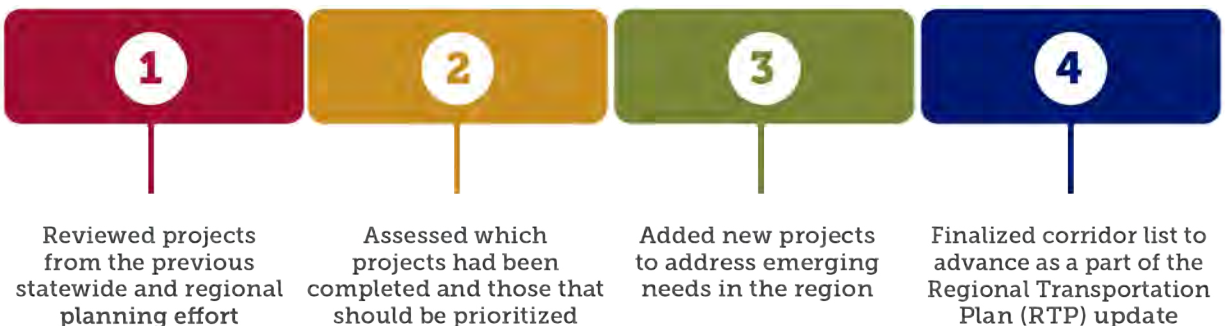 1
Reviewed projects
from the previous
statewide and regional
planning effort
2
Assessed which
projects had been
completed and those that
should be prioritized
3
Added new projects
to address emerging
needs in the region
4
Finalized corridor list to
advance as a part of the
Regional Transportation
Plan (RTP) update